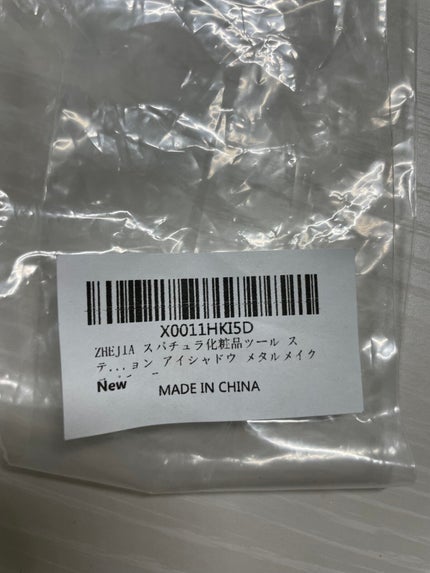 X0011HKI5D
ZHEJIA スパチュラ化粧品ツール ス
テ...ョン アイシャドウ メタルメイク
New
MADE IN CHINA